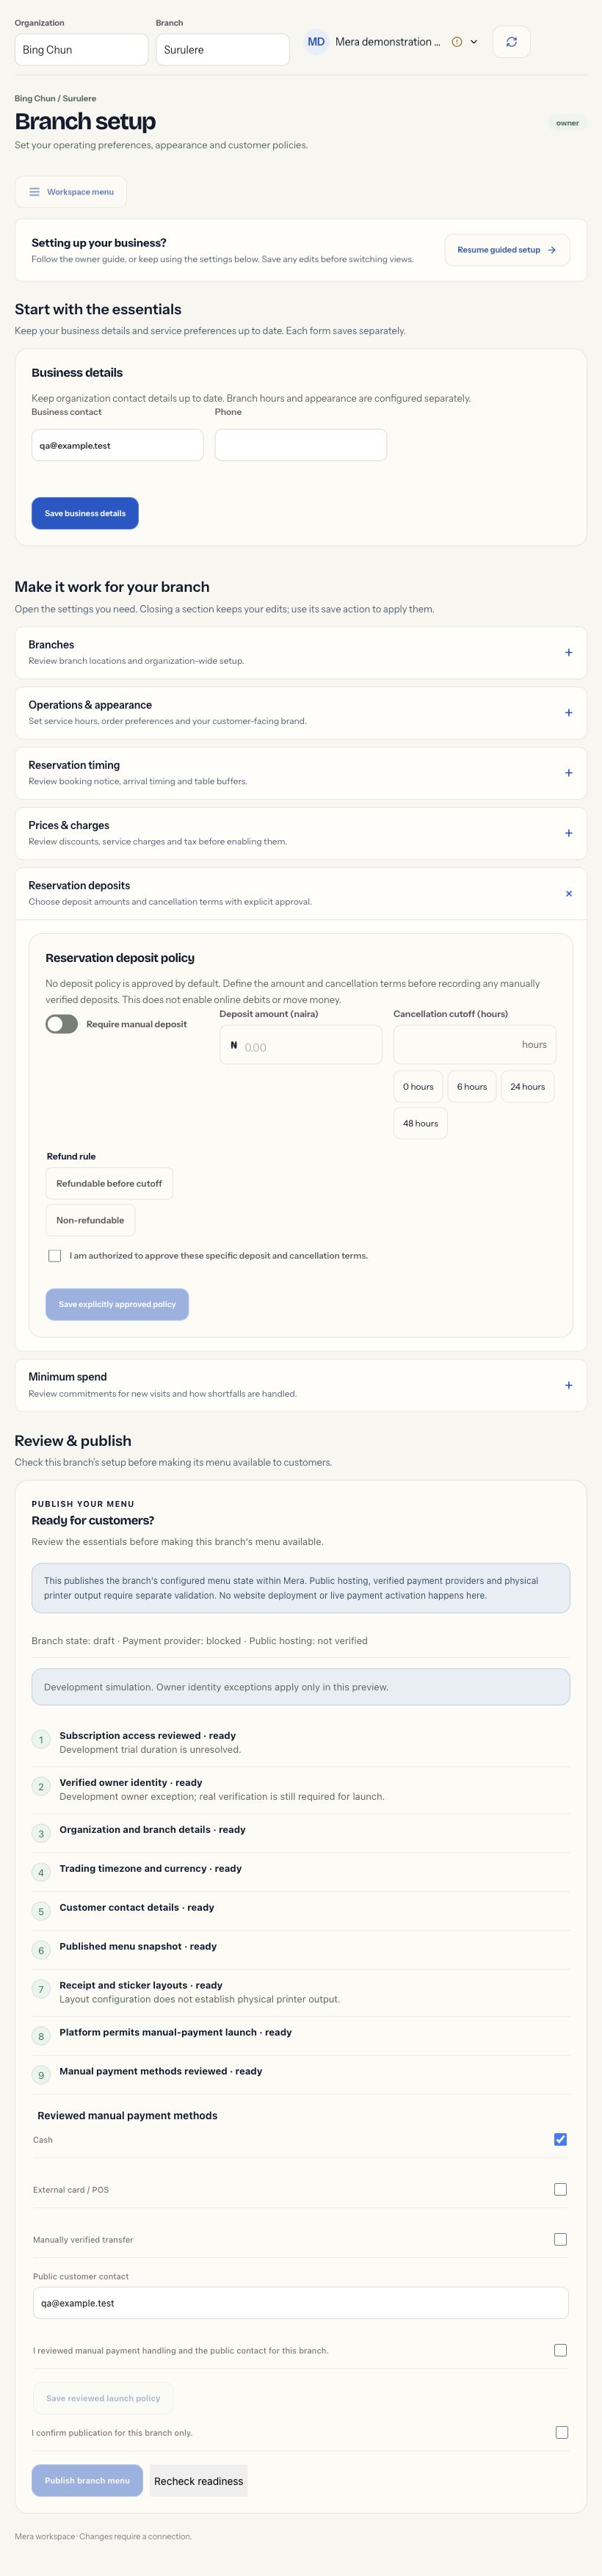 Organization
Branch
Bing Chun
Surulere
MD
Mera demonstration ...
Bing Chun / Surulere
Branch setup
owner
Set your operating preferences, appearance and customer policies.
Workspace menu
Setting up your business?
Follow the owner guide, or keep using the settings below. Save any edits before switching views.
Resume guided setup
Start with the essentials
Keep your business details and service preferences up to date. Each form saves separately.
Business details
Keep organization contact details up to date. Branch hours and appearance are configured separately.
Business contact
Phone
qa@example.test
Save business details
Make it work for your branch
Open the settings you need. Closing a section keeps your edits; use its save action to apply them.
Branches
Review branch locations and organization-wide setup.
Operations & appearance
Set service hours, order preferences and your customer-facing brand.
Reservation timing
Review booking notice, arrival timing and table buffers.
Prices & charges
Review discounts, service charges and tax before enabling them.
Reservation deposits
Choose deposit amounts and cancellation terms with explicit approval.
Reservation deposit policy
No deposit policy is approved by default. Define the amount and cancellation terms before recording any manually
verified deposits. This does not enable online debits or move money.
Require manual deposit
Deposit amount (naira)
Cancellation cutoff (hours)
₦ 0.00
hours
0 hours
6 hours
24 hours
48 hours
Refund rule
Refundable before cutoff
Non-refundable
I am authorized to approve these specific deposit and cancellation terms.
Save explicitly approved policy
Minimum spend
Review commitments for new visits and how shortfalls are handled.
Review & publish
Check this branch's setup before making its menu available to customers.
PUBLISH YOUR MENU
Ready for customers?
Review the essentials before making this branch's menu available.
This publishes the branch's configured menu state within Mera. Public hosting, verified payment providers and physical
printer output require separate validation. No website deployment or live payment activation happens here.
Branch state: draft · Payment provider: blocked · Public hosting: not verified
Development simulation. Owner identity exceptions apply only in this preview.
1 Subscription access reviewed · ready
Development trial duration is unresolved.
2 Verified owner identity · ready
Development owner exception; real verification is still required for launch.
3 Organization and branch details · ready
4 Trading timezone and currency · ready
5 Customer contact details · ready
6 Published menu snapshot · ready
7 Receipt and sticker layouts · ready
Layout configuration does not establish physical printer output.
8 Platform permits manual-payment launch · ready
9 Manual payment methods reviewed · ready
Reviewed manual payment methods
Cash
External card / POS
Manually verified transfer
Public customer contact
qa@example.test
I reviewed manual payment handling and the public contact for this branch.
Save reviewed launch policy
I confirm publication for this branch only.
Publish branch menu
Recheck readiness
Mera workspace · Changes require a connection.